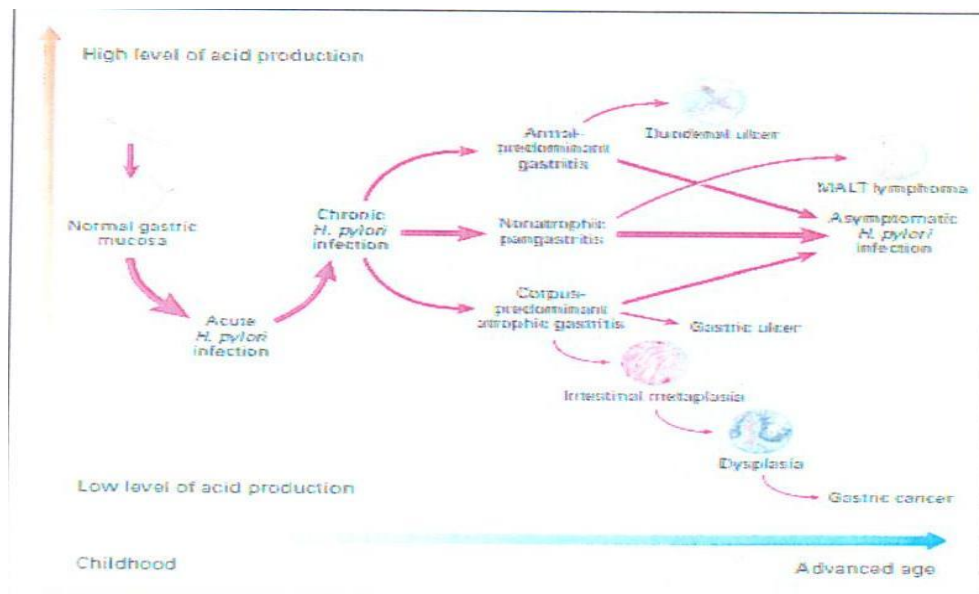 High level of acid production
Antral-
predominant
gastritis
Duodenal ulcer
MALT lymphoma
Normal gastric
mucosa
Chronic
H. pylori
infection
Nonatrophic
pangastritis
Asymptomatic
H. pylori
infection
Acute
H. pylori
infection
Corpus-
predominant
atrophic gastritis
Gastric ulcer
Intestinal metaplasia
Dysplasia
Low level of acid production
Gastric cancer
Childhood
Advanced age